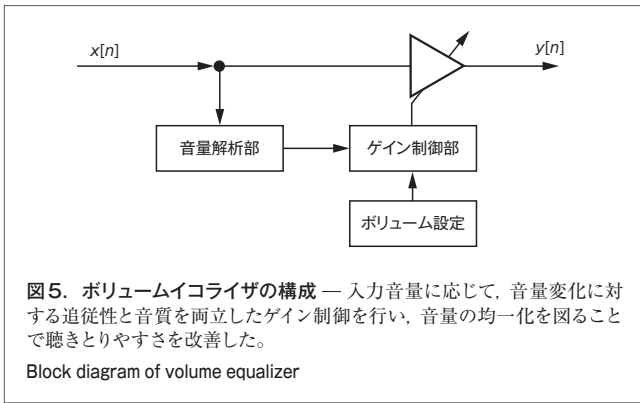 x[n]
y[n]
音量解析部
ゲイン制御部
ボリューム設定
図5. ボリュームイコライザの構成 — 入力音量に応じて，音量変化に対
する追従性と音質を両立したゲイン制御を行い，音量の均一化を図ること
で聴きとりやすさを改善した。
Block diagram of volume equalizer